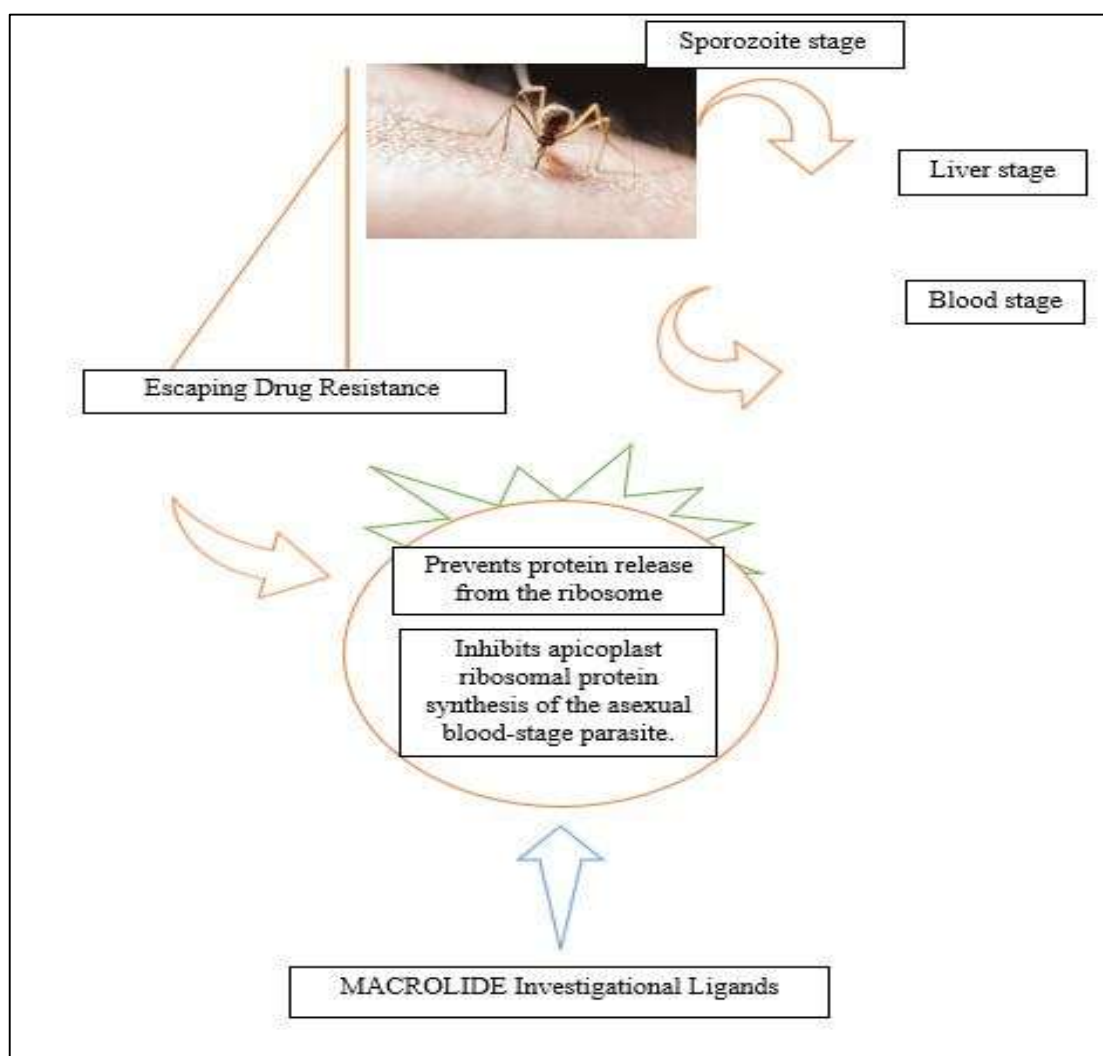 Sporozoite stage
Liver stage
Blood stage
Escaping Drug Resistance
Prevents protein release
from the ribosome
Inhibits apicoplast
ribosomal protein
synthesis of the asexual
blood-stage parasite.
MACROLIDE Investigational Ligands